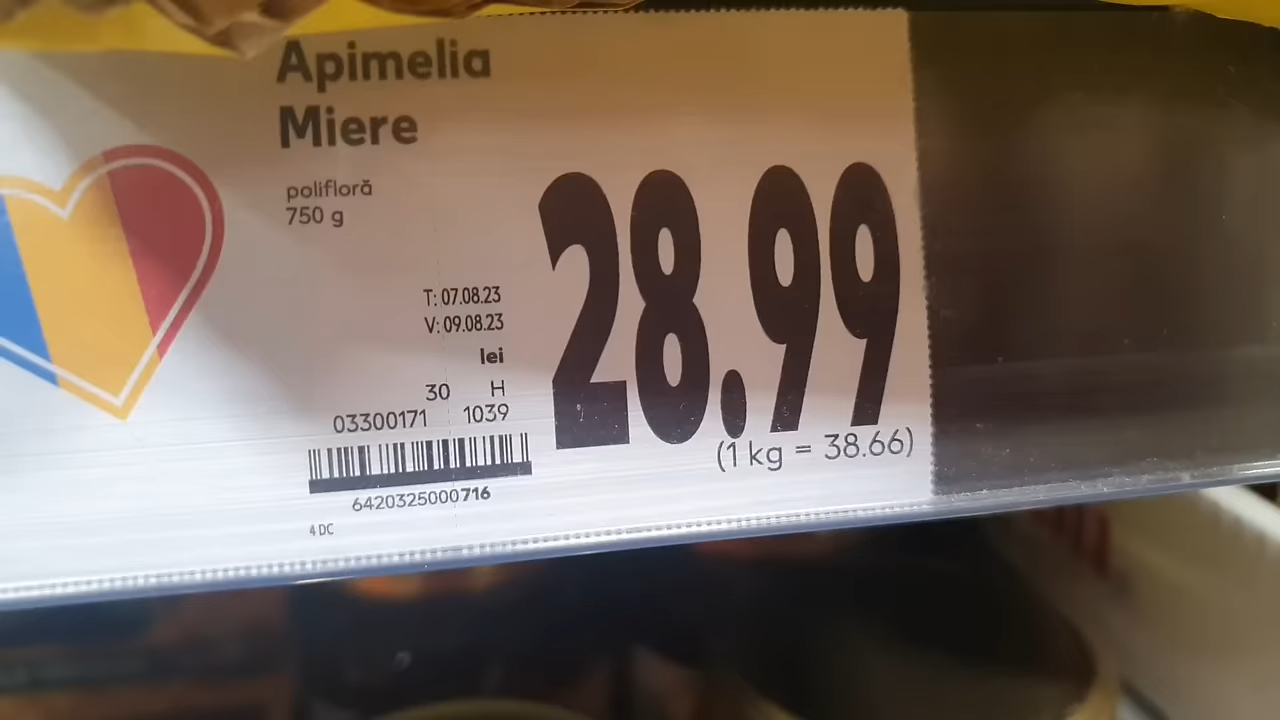 Apimelia
Miere
polifloră
750 g
T: 07.08.23
V: 09.08.23
lei
28.99
30 H
03300171 1039
(1 kg = 38.66)
6420325000716
4 DC